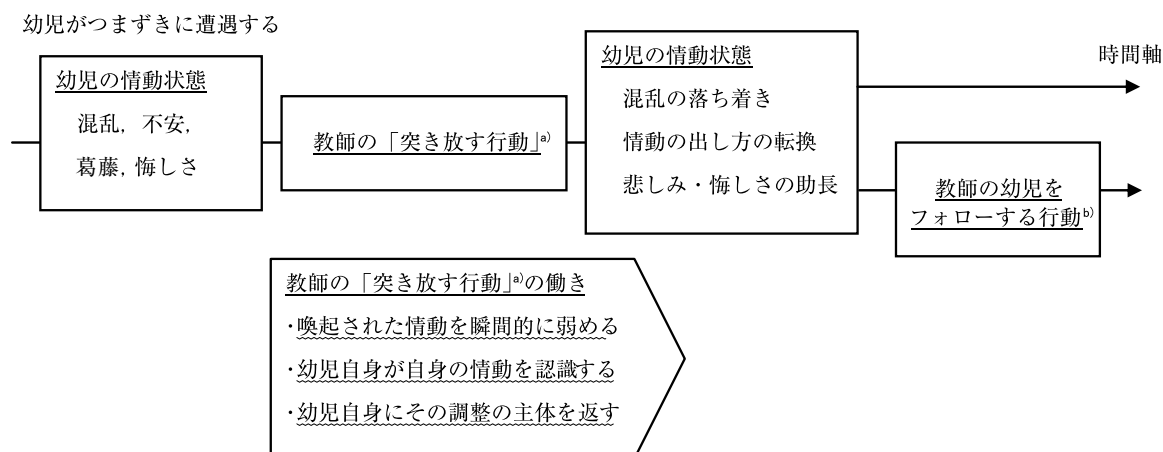 幼児がつまずきに遭遇する
幼児の情動状態
混乱, 不安,
葛藤, 悔しさ
教師の「突き放す行動」a)
幼児の情動状態
混乱の落ち着き
情動の出し方の転換
悲しみ・悔しさの助長
時間軸
教師の幼児を
フォローする行動b)
教師の「突き放す行動」a)の働き
・喚起された情動を瞬間的に弱める
・幼児自身が自身の情動を認識する
・幼児自身にその調整の主体を返す